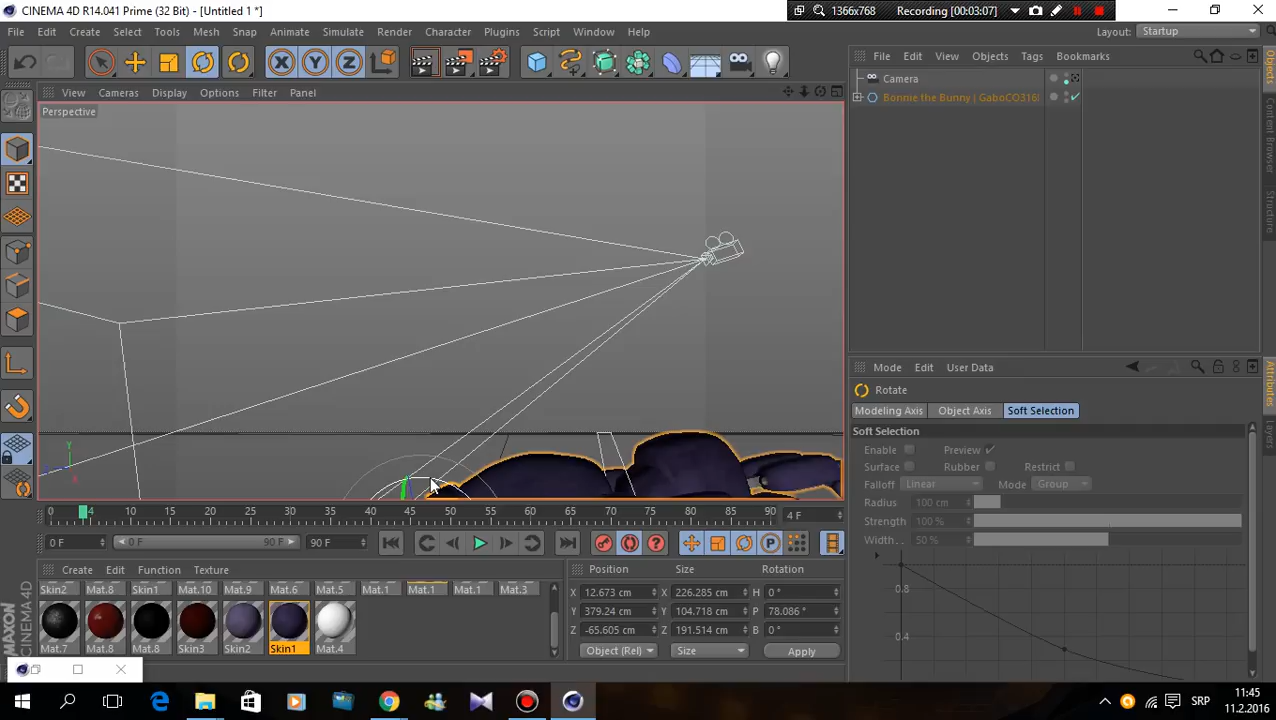 CINEMA 4D R14.041 Prime (32 Bit) - [Untitled 1 *]
1366x768
Recording [00:03:07]
File Edit Create Select Tools Mesh Snap Animate Simulate Render Character Plugins Script Window Help
Layout: Startup
X Y Z
File Edit View Objects Tags Bookmarks
View Cameras Display Options Filter Panel
Camera
Bonnie the Bunny | GaboCO316
Perspective
Objects
Content Browser
Structure
Mode Edit User Data
Rotate
Modeling Axis Object Axis Soft Selection
Soft Selection
Enable Preview
Surface Rubber Restrict
Falloff Linear Mode Group
Radius 100 cm
Strength 100 %
Width . . 50 %
0.8
0.4
Attributes
Layers
Y
X
0 4 10 15 20 25 30 35 40 45 50 55 60 65 70 75 80 85 90 4 F
0 F 0 F 90 F 90 F
P
Create Edit Function Texture
Skin2 Mat.8 Skin1 Mat.10 Mat.9 Mat.6 Mat.5 Mat.1 Mat.1 Mat.1 Mat.3
Mat.7 Mat.8 Mat.8 Skin3 Skin2 Skin1 Mat.4
Position Size Rotation
X 12.673 cm X 226.285 cm H 0 °
Y 379.24 cm Y 104.718 cm P 78.086 °
Z -65.605 cm Z 191.514 cm B 0 °
Object (Rel) Size Apply
MAXON
CINEMA 4D
SRP
11:45
11.2.2016